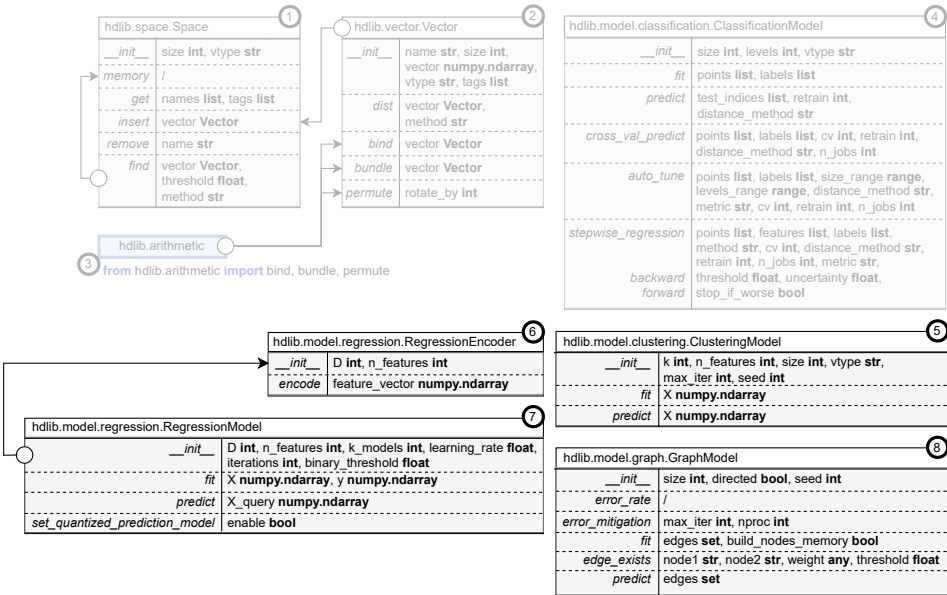 1
hdlib.space.Space
__init__ size int, vtype str
memory /
get names list, tags list
insert vector Vector
remove name str
find vector Vector,
threshold float,
method str
2
hdlib.vector.Vector
__init__ name str, size int,
vector numpy.ndarray,
vtype str, tags list
dist vector Vector,
method str
bind vector Vector
bundle vector Vector
permute rotate_by int
hdlib.arithmetic
3
from hdlib.arithmetic import bind, bundle, permute
4
hdlib.model.classification.ClassificationModel
__init__ size int, levels int, vtype str
fit points list, labels list
predict test_indices list, retrain int,
distance_method str
cross_val_predict points list, labels list, cv int, retrain int,
distance_method str, n_jobs int
auto_tune points list, labels list, size_range range,
levels_range range, distance_method str,
metric str, cv int, retrain int, n_jobs int
stepwise_regression points list, features list, labels list,
method str, cv int, distance_method str,
retrain int, n_jobs int, metric str,
backward threshold float, uncertainty float,
forward stop_if_worse bool
6
hdlib.model.regression.RegressionEncoder
__init__ D int, n_features int
encode feature_vector numpy.ndarray
5
hdlib.model.clustering.ClusteringModel
__init__ k int, n_features int, size int, vtype str,
max_iter int, seed int
fit X numpy.ndarray
predict X numpy.ndarray
7
hdlib.model.regression.RegressionModel
__init__ D int, n_features int, k_models int, learning_rate float,
iterations int, binary_threshold float
fit X numpy.ndarray, y numpy.ndarray
predict X_query numpy.ndarray
set_quantized_prediction_model enable bool
8
hdlib.model.graph.GraphModel
__init__ size int, directed bool, seed int
error_rate /
error_mitigation max_iter int, nproc int
fit edges set, build_nodes_memory bool
edge_exists node1 str, node2 str, weight any, threshold float
predict edges set